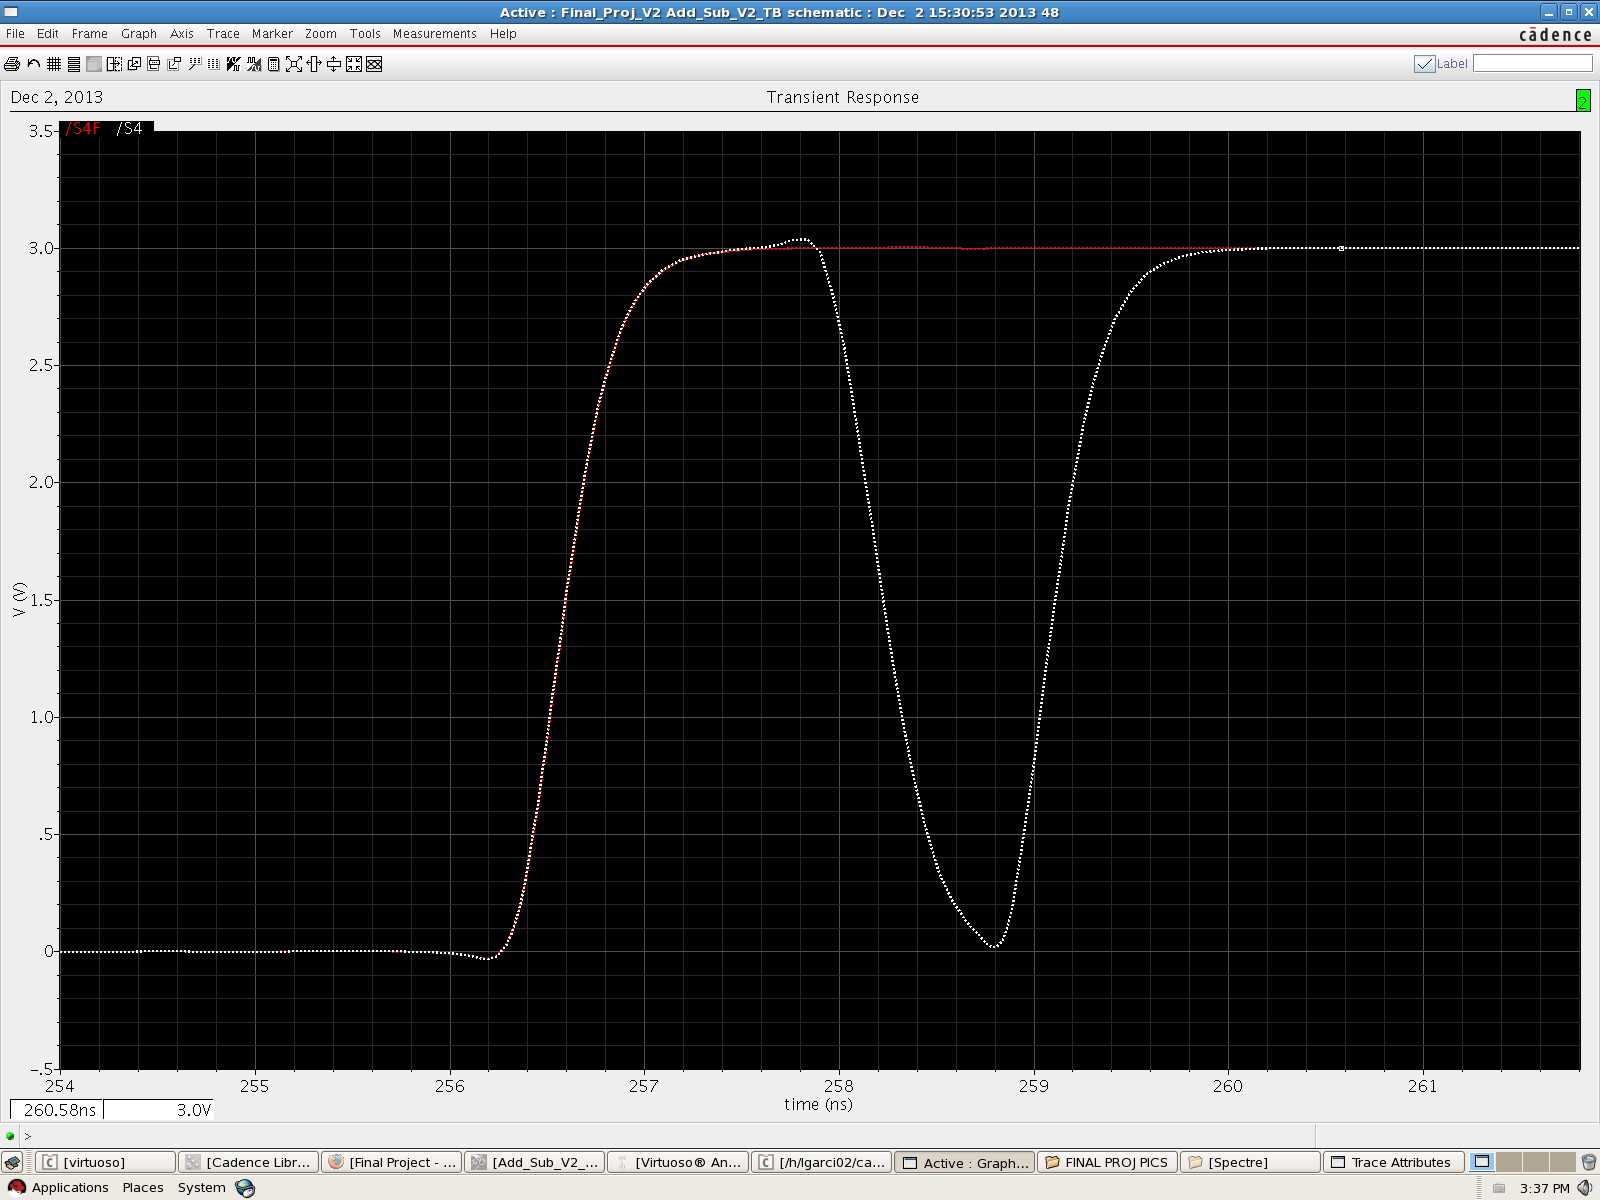 Active : Final_Proj_V2 Add_Sub_V2_TB schematic : Dec  2 15:30:53 2013 48
File Edit Frame Graph Axis Trace Marker Zoom Tools Measurements Help
cādence
Label
Dec 2, 2013
Transient Response
2
/S4F /S4
3.5
3.0
2.5
2.0
1.5
1.0
.5
0
-.5
V (V)
254 255 256 257 258 259 260 261
time (ns)
260.58ns 3.0V
>
[virtuoso] [Cadence Libr... [Final Project - ... [Add_Sub_V2_... [Virtuoso® An... [/h/lgarci02/ca... Active : Graph... FINAL PROJ PICS [Spectre] Trace Attributes
Applications Places System 3:37 PM